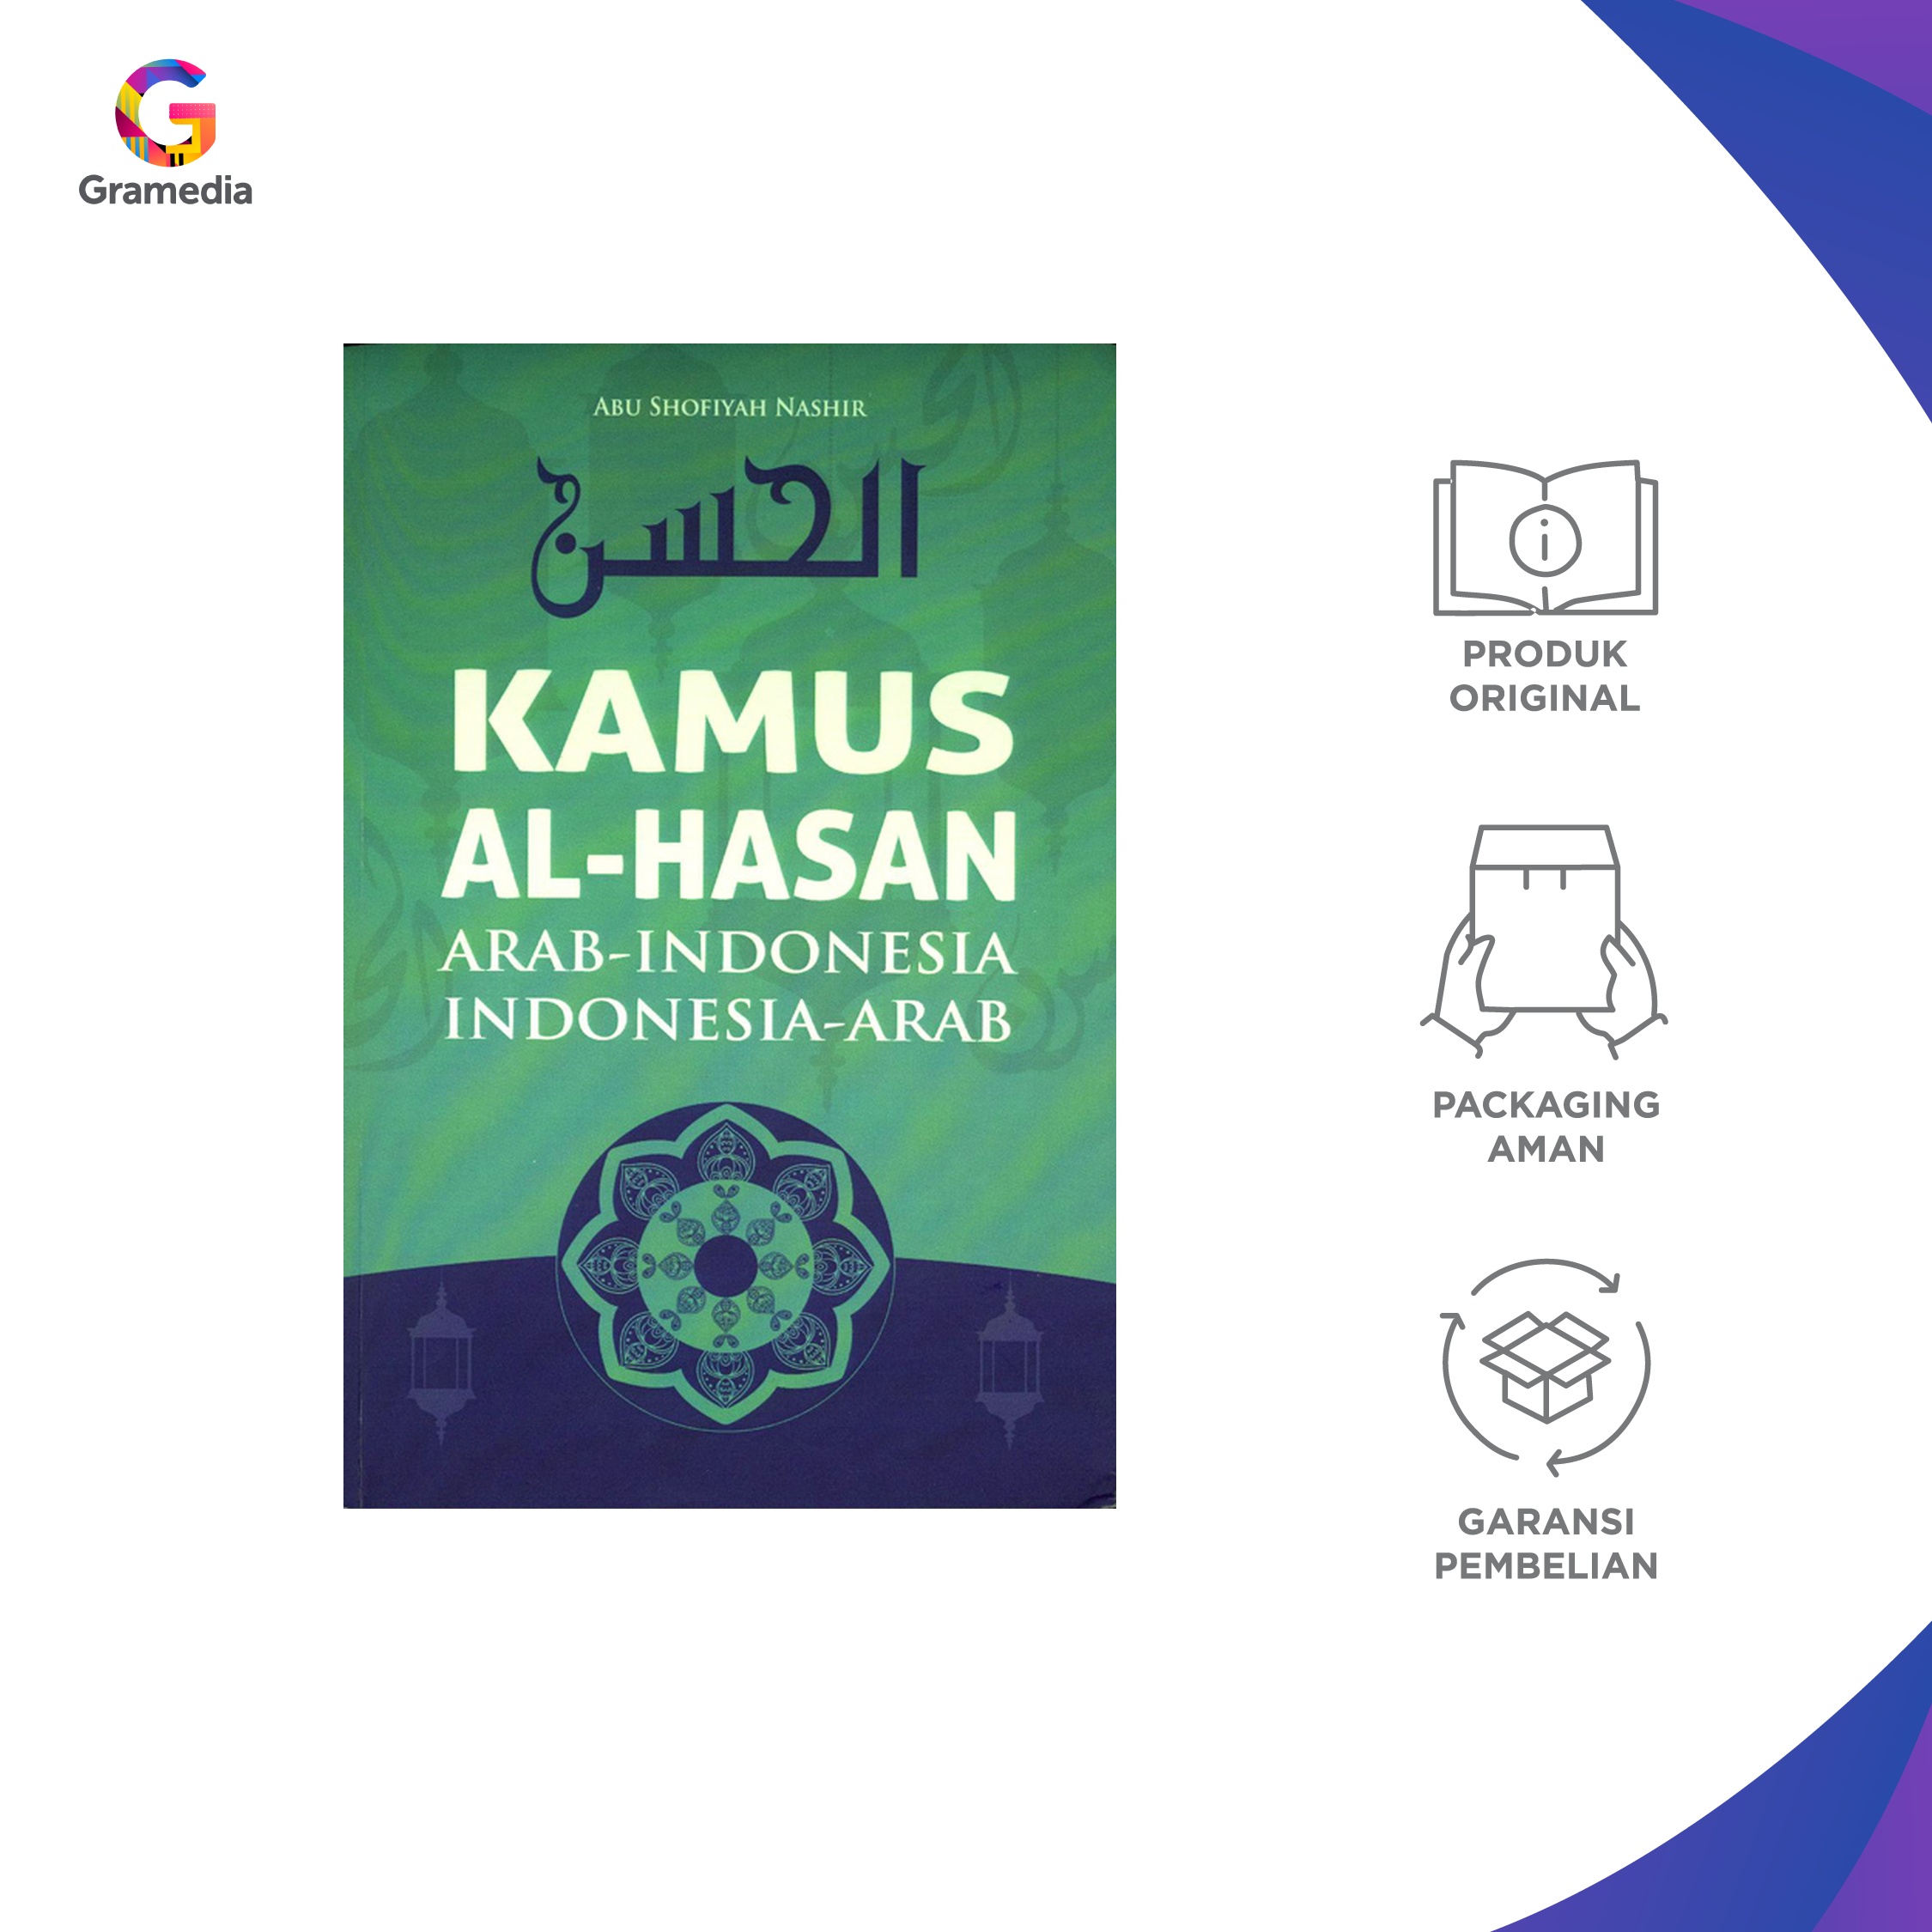 Gramedia
ABU SHOFIYAH NASHIR
الحسن
KAMUS
AL-HASAN
ARAB-INDONESIA
INDONESIA-ARAB
PRODUK
ORIGINAL
PACKAGING
AMAN
GARANSI
PEMBELIAN